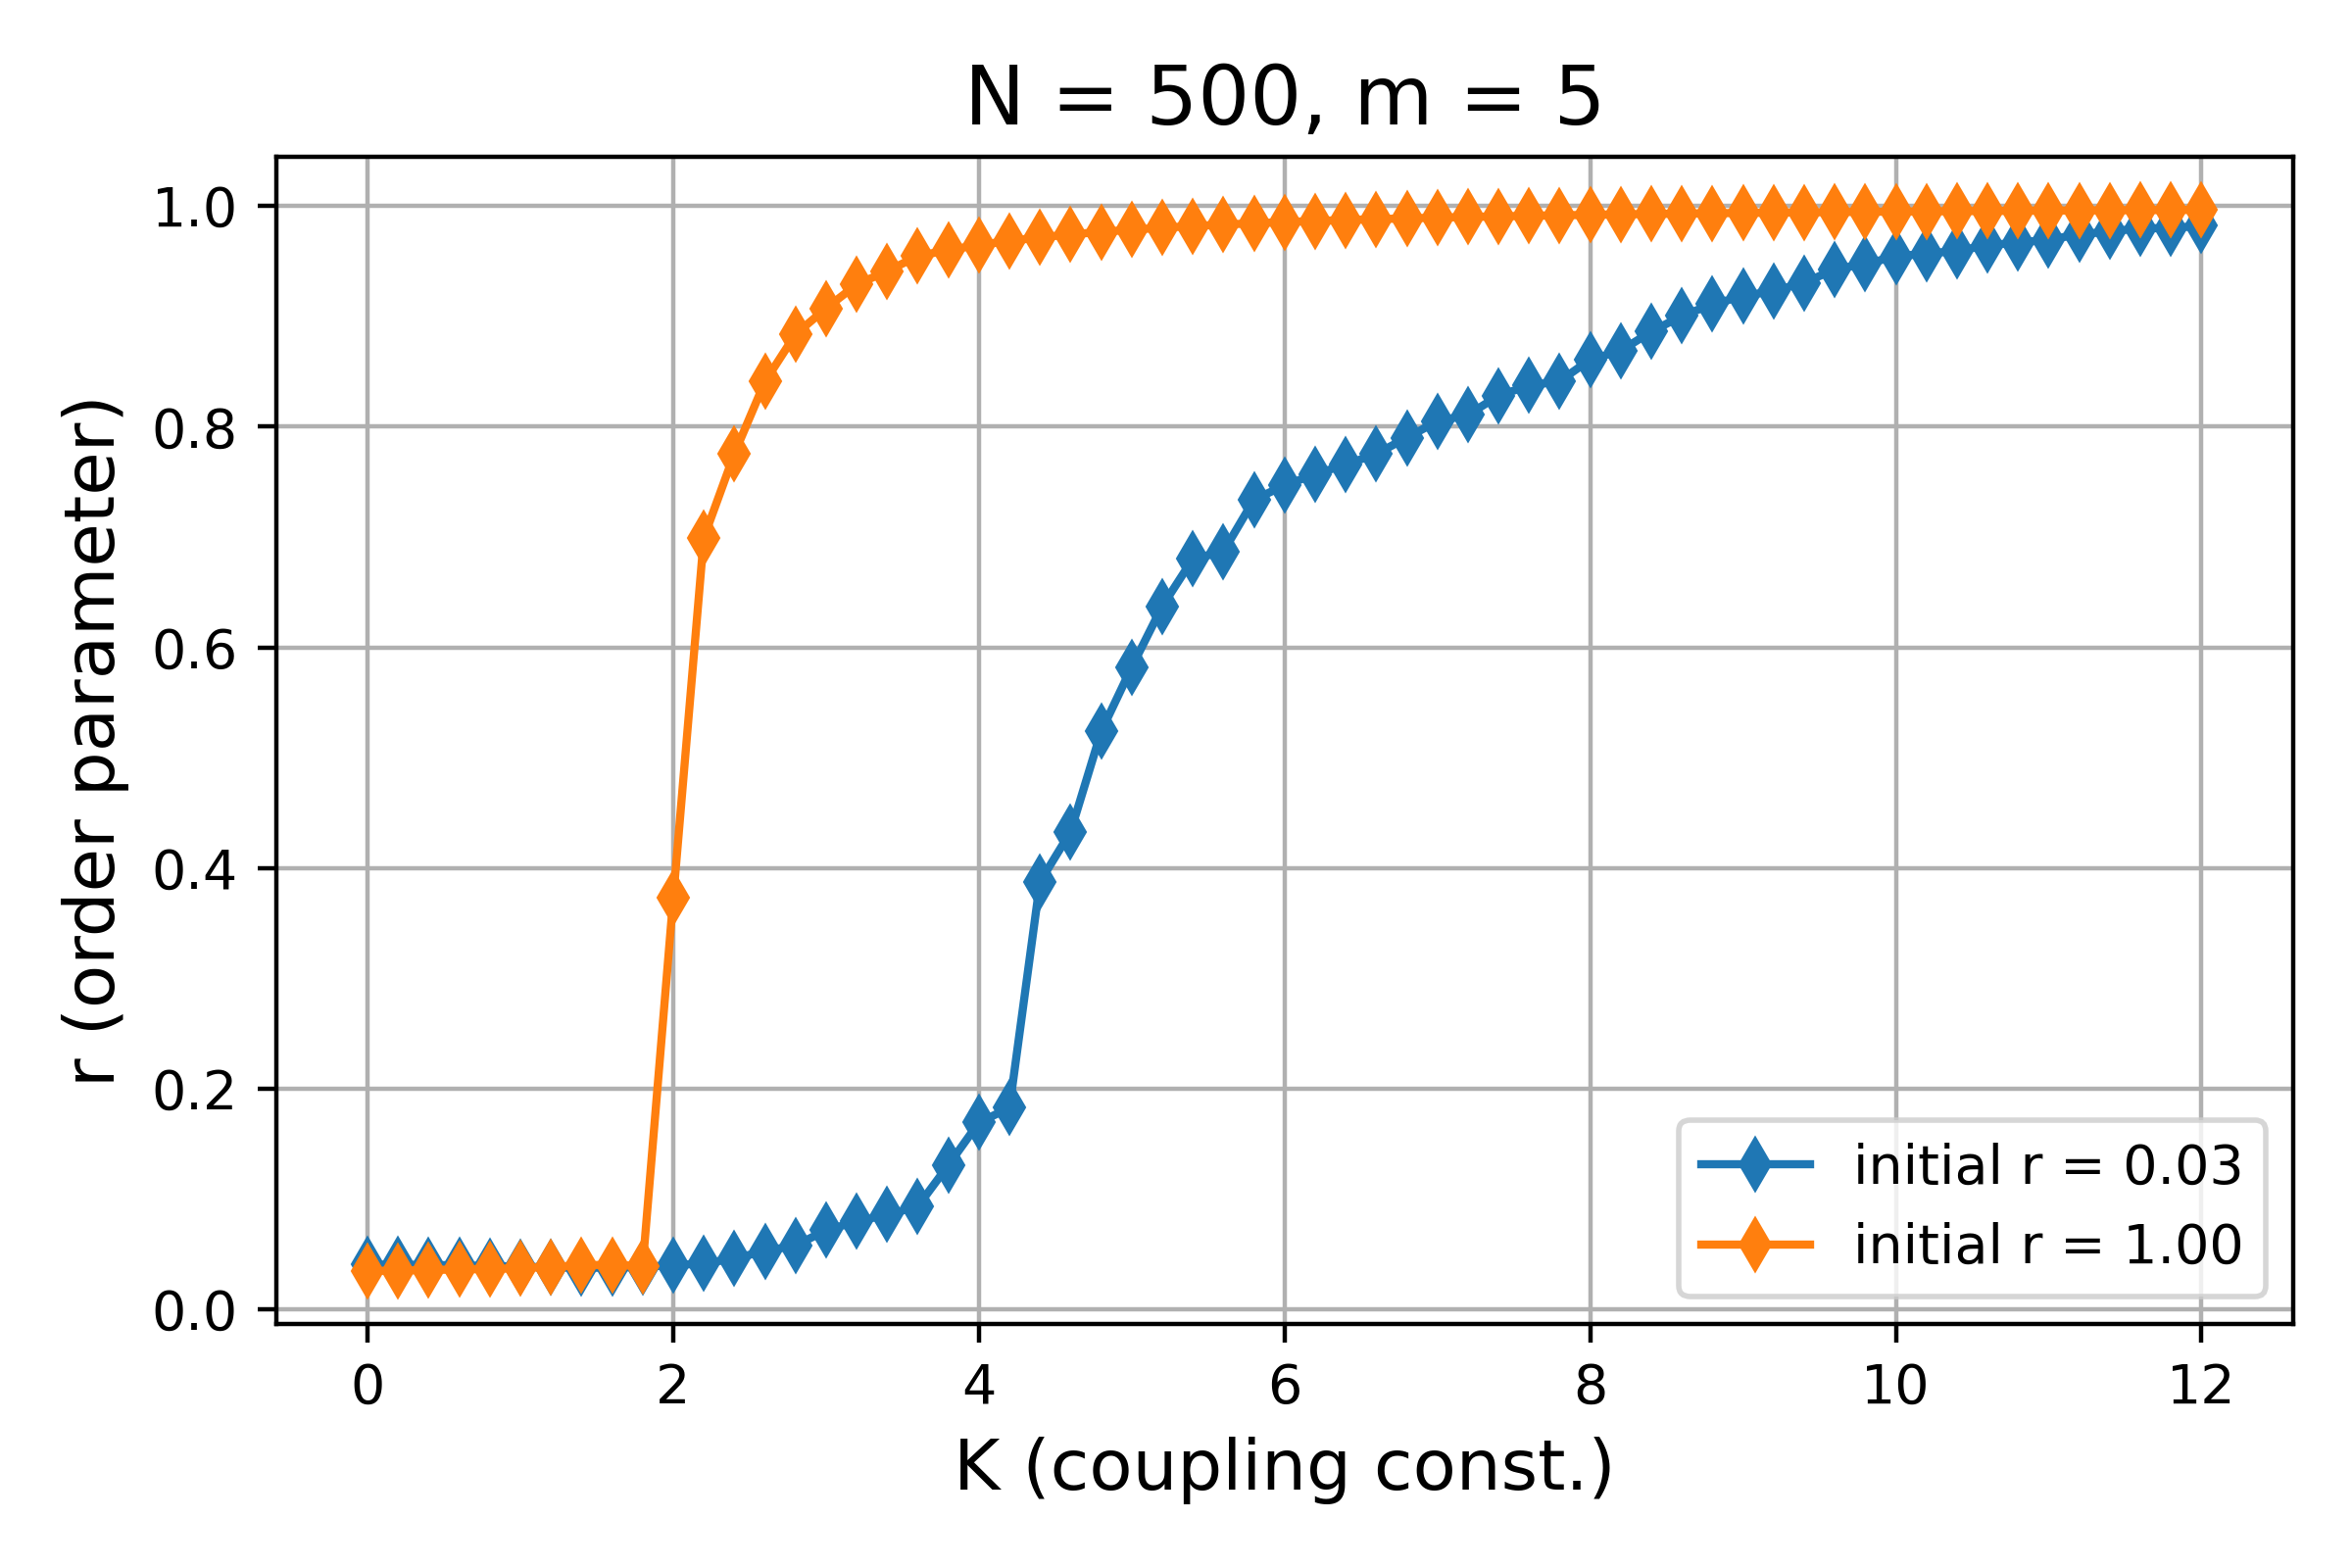 N = 500, m = 5
r (order parameter)
1.0
0.8
0.6
0.4
0.2
0.0
0 2 4 6 8 10 12
K (coupling const.)
initial r = 0.03
initial r = 1.00